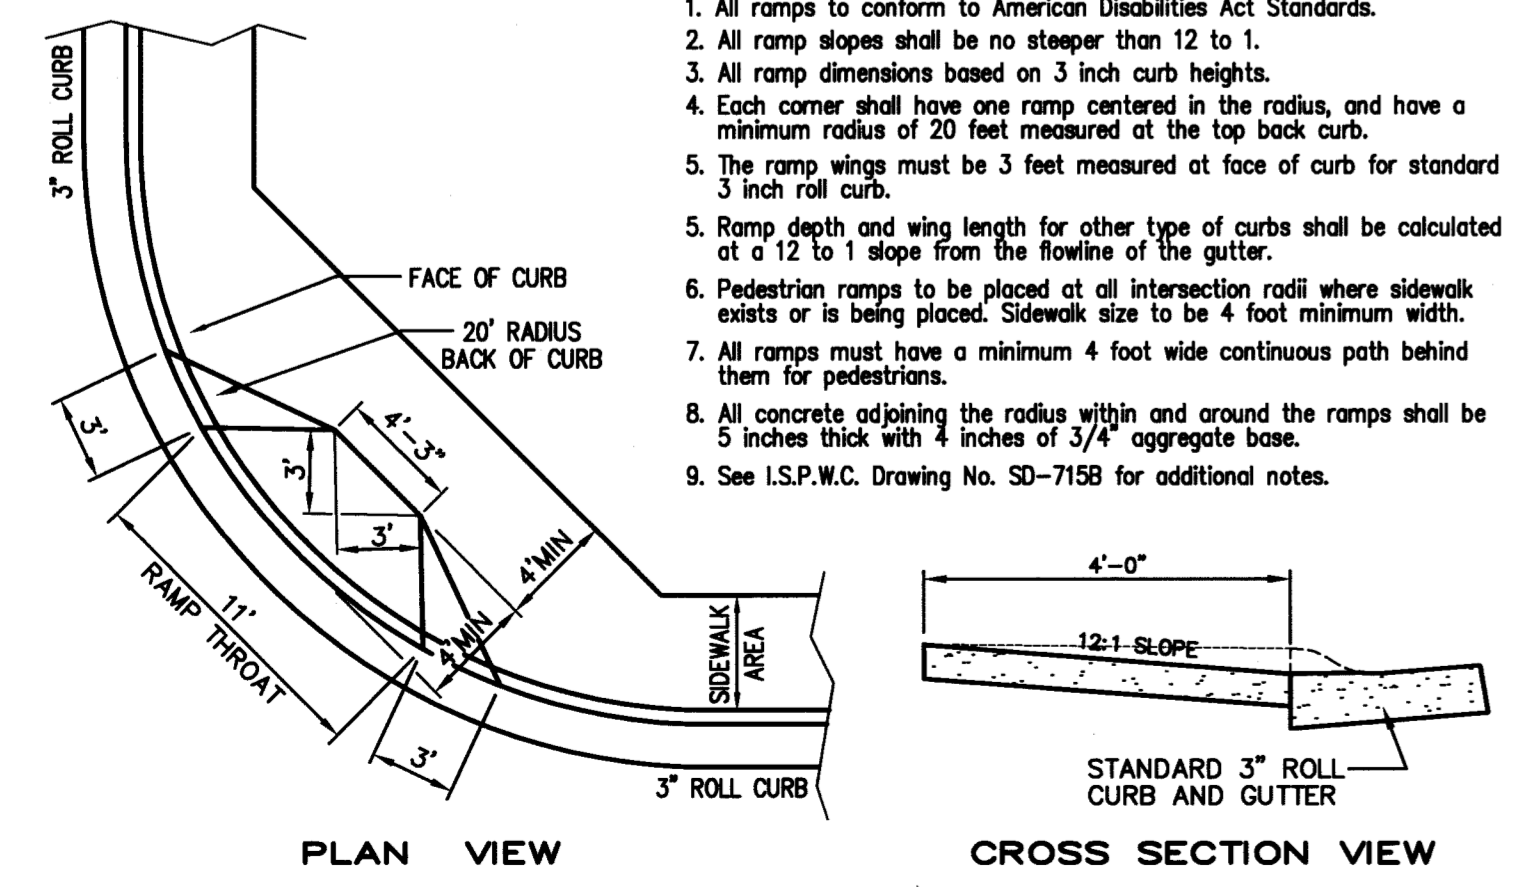 1. All ramps to conform to American Disabilities Act Standards.
2. All ramp slopes shall be no steeper than 12 to 1.
3. All ramp dimensions based on 3 inch curb heights.
4. Each corner shall have one ramp centered in the radius, and have a
minimum radius of 20 feet measured at the top back curb.
5. The ramp wings must be 3 feet measured at face of curb for standard
3 inch roll curb.
5. Ramp depth and wing length for other type of curbs shall be calculated
at a 12 to 1 slope from the flowline of the gutter.
6. Pedestrian ramps to be placed at all intersection radii where sidewalk
exists or is being placed. Sidewalk size to be 4 foot minimum width.
7. All ramps must have a minimum 4 foot wide continuous path behind
them for pedestrians.
8. All concrete adjoining the radius within and around the ramps shall be
5 inches thick with 4 inches of 3/4" aggregate base.
9. See I.S.P.W.C. Drawing No. SD-715B for additional notes.
3" ROLL CURB
FACE OF CURB
20' RADIUS
BACK OF CURB
3'
4'-3"
3'
3'
4'MIN
4'MIN
11'
RAMP THROAT
3'
SIDEWALK
AREA
3" ROLL CURB
PLAN VIEW
4'-0"
12:1 SLOPE
STANDARD 3" ROLL
CURB AND GUTTER
CROSS SECTION VIEW